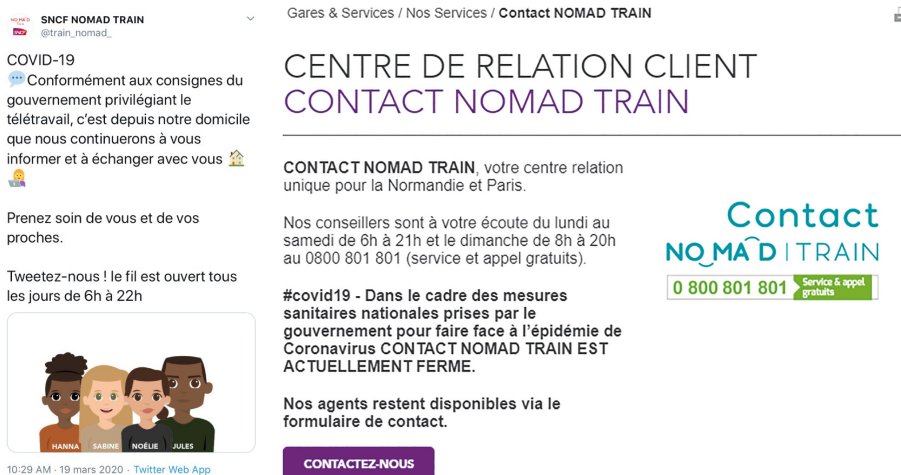 SNCF NOMAD TRAIN
@train_nomad_
COVID-19
💬Conformément aux consignes du
gouvernement privilégiant le
télétravail, c'est depuis notre domicile
que nous continuerons à vous
informer et à échanger avec vous 🏠
👩‍💻
Prenez soin de vous et de vos
proches.
Tweetez-nous ! le fil est ouvert tous
les jours de 6h à 22h
HANNA SABINE NOÉLIE JULES
10:29 AM · 19 mars 2020 · Twitter Web App
Gares & Services / Nos Services / Contact NOMAD TRAIN
CENTRE DE RELATION CLIENT
CONTACT NOMAD TRAIN
CONTACT NOMAD TRAIN, votre centre relation
unique pour la Normandie et Paris.
Nos conseillers sont à votre écoute du lundi au
samedi de 6h à 21h et le dimanche de 8h à 20h
au 0800 801 801 (service et appel gratuits).
#covid19 - Dans le cadre des mesures
sanitaires nationales prises par le
gouvernement pour faire face à l'épidémie de
Coronavirus CONTACT NOMAD TRAIN EST
ACTUELLEMENT FERME.
Nos agents restent disponibles via le
formulaire de contact.
CONTACTEZ-NOUS
Contact
NOMAD | TRAIN
0 800 801 801 Service & appel
gratuits